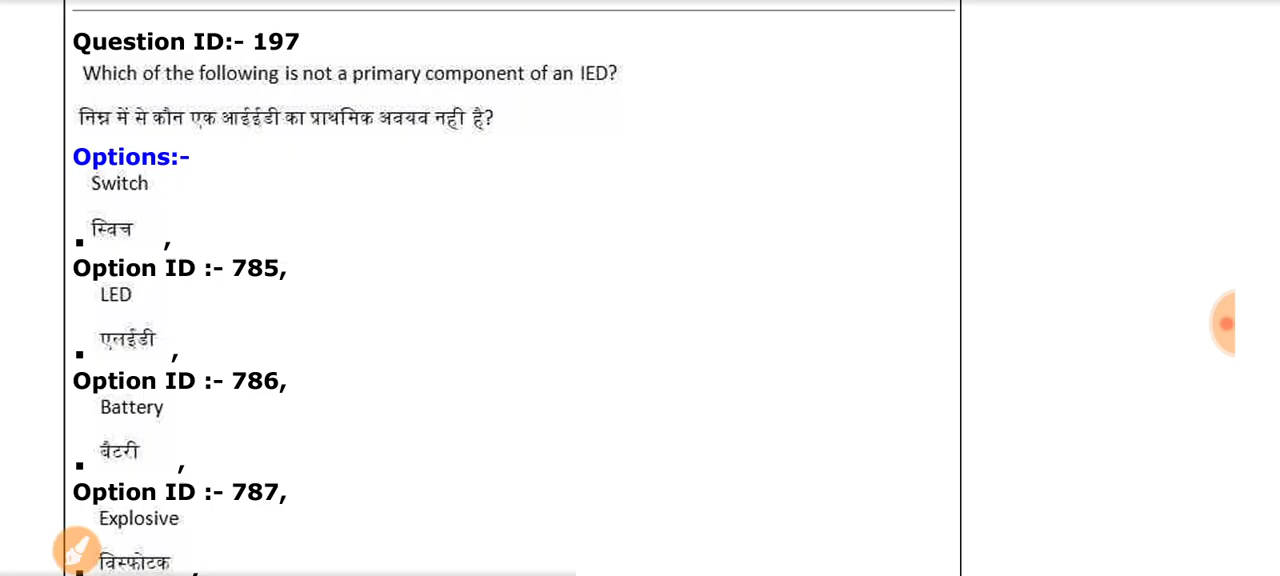 Question ID:- 197
Which of the following is not a primary component of an IED?
निम्न में से कौन एक आईईडी का प्राथमिक अवयव नही है?
Options:-
Switch
स्विच ,
Option ID :- 785,
LED
एलईडी ,
Option ID :- 786,
Battery
बैटरी ,
Option ID :- 787,
Explosive
विस्फोटक ,